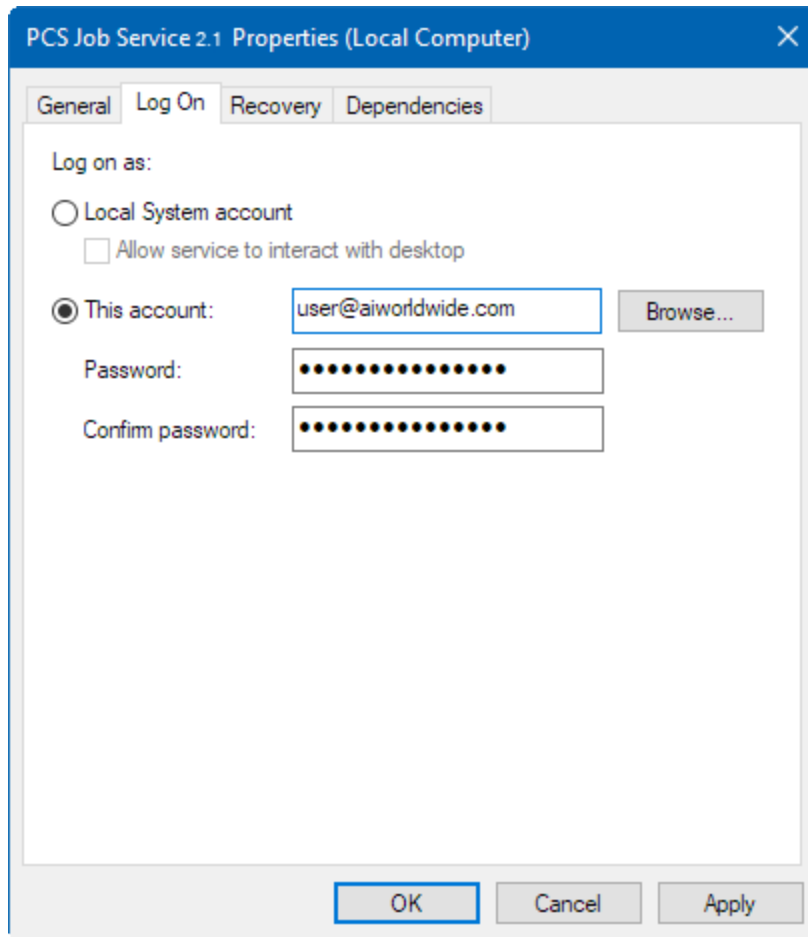 PCS Job Service 2.1 Properties (Local Computer)
General Log On Recovery Dependencies
Log on as:
Local System account
Allow service to interact with desktop
This account: user@aiworldwide.com Browse...
Password: ●●●●●●●●●●●●●●●
Confirm password: ●●●●●●●●●●●●●●●
OK Cancel Apply